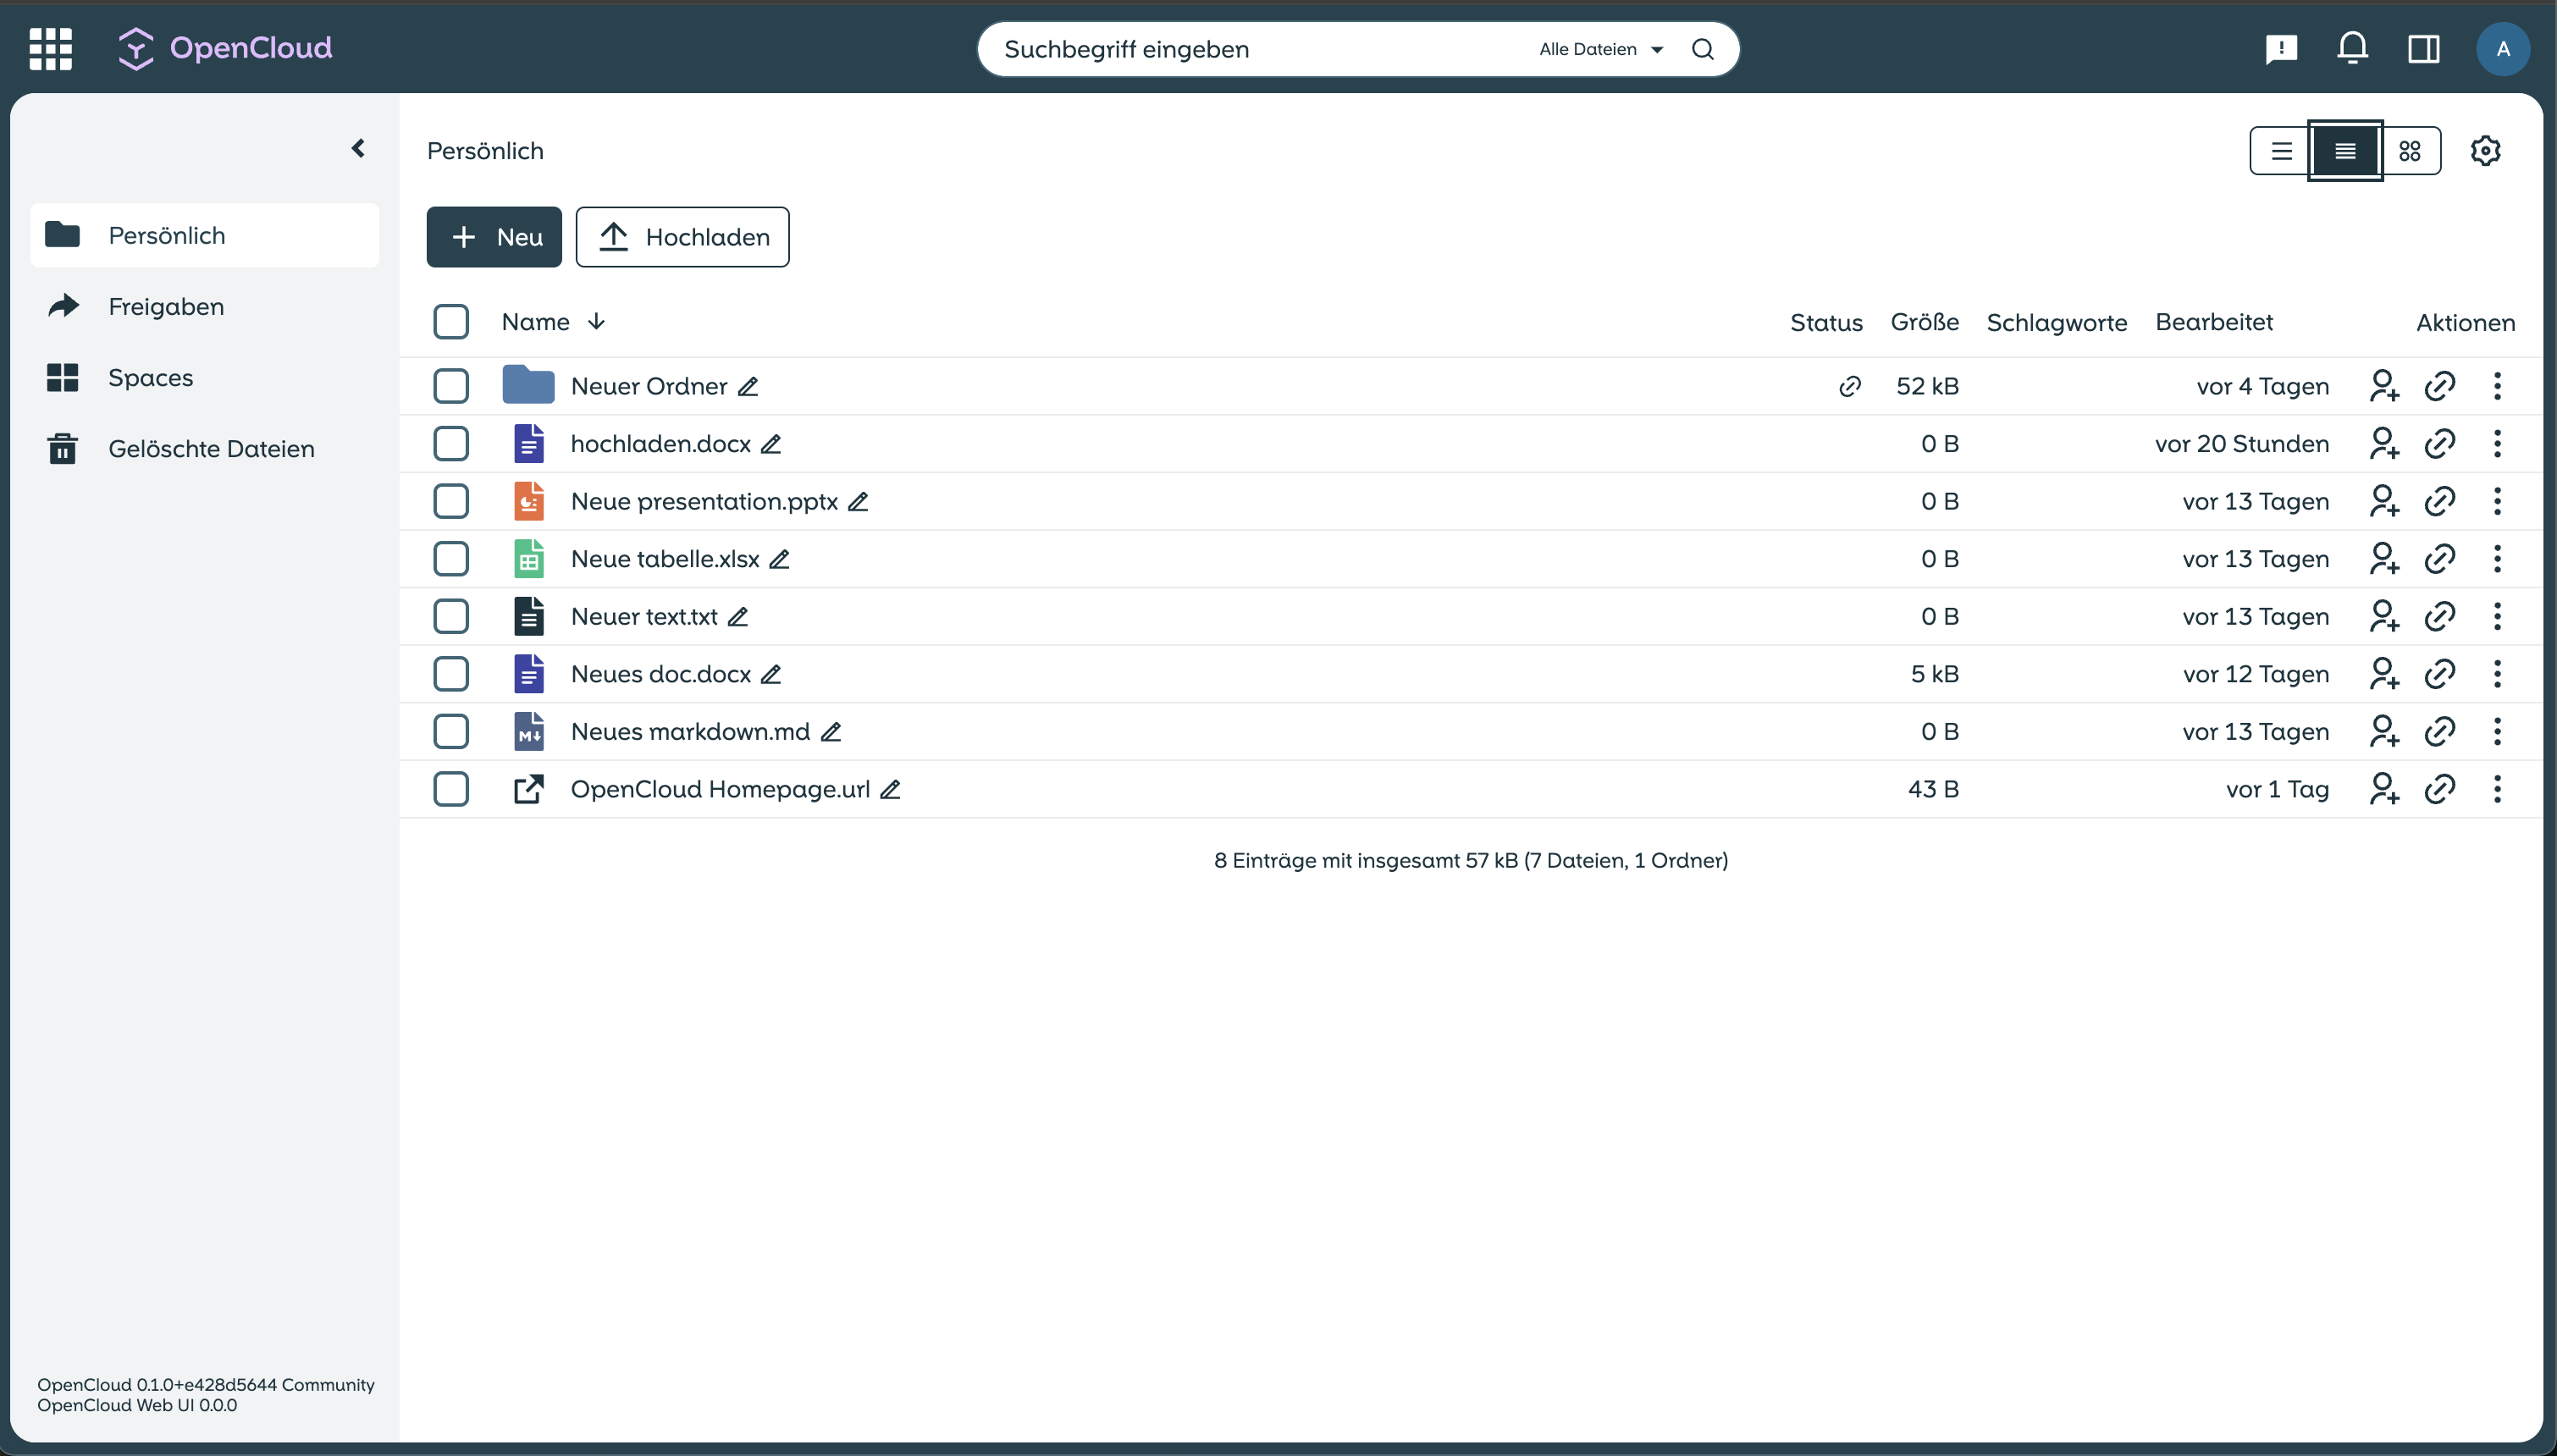 OpenCloud
Suchbegriff eingeben
Alle Dateien
A
Persönlich
Freigaben
Spaces
Gelöschte Dateien
Persönlich
Neu
Hochladen
Name Status Größe Schlagworte Bearbeitet Aktionen
Neuer Ordner 52 kB vor 4 Tagen
hochladen.docx 0 B vor 20 Stunden
Neue presentation.pptx 0 B vor 13 Tagen
Neue tabelle.xlsx 0 B vor 13 Tagen
Neuer text.txt 0 B vor 13 Tagen
Neues doc.docx 5 kB vor 12 Tagen
M Neues markdown.md 0 B vor 13 Tagen
OpenCloud Homepage.url 43 B vor 1 Tag
8 Einträge mit insgesamt 57 kB (7 Dateien, 1 Ordner)
OpenCloud 0.1.0+e428d5644 Community
OpenCloud Web UI 0.0.0